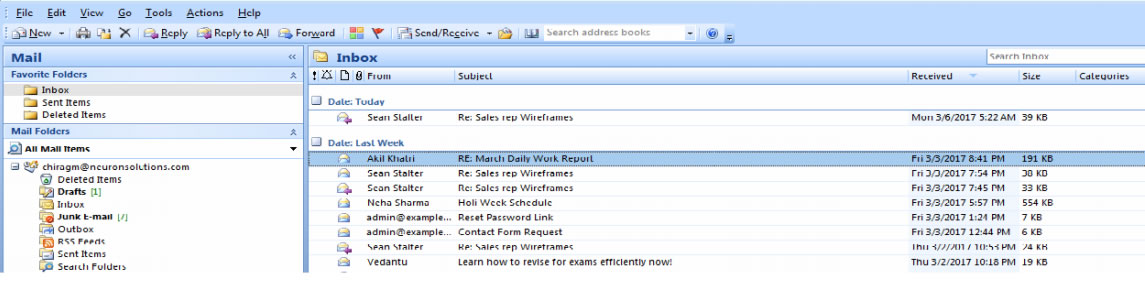 File Edit View Go Tools Actions Help
New Reply Reply to All Forward Send/Receive Search address books
Mail «
Favorite Folders
Inbox
Sent Items
Deleted Items
Mail Folders
All Mail Items
chiragm@neuronsolutions.com
Deleted Items
Drafts [1]
Inbox
Junk E-mail
Outbox
RSS Feeds
Sent Items
Search Folders
Inbox Search Inbox
! From Subject Received Size Categories
Date: Today
Sean Stalter Re: Sales rep Wireframes Mon 3/6/2017 5:22 AM 39 KB
Date: Last Week
Akil Khatri RE: March Daily Work Report Fri 3/3/2017 8:41 PM 191 KB
Sean Stalter Re: Sales rep Wireframes Fri 3/3/2017 7:54 PM 38 KB
Sean Stalter Re: Sales rep Wireframes Fri 3/3/2017 7:45 PM 33 KB
Neha Sharma Holi Week Schedule Fri 3/3/2017 5:57 PM 554 KB
admin@example... Reset Password Link Fri 3/3/2017 1:24 PM 7 KB
admin@example... Contact Form Request Fri 3/3/2017 12:44 PM 6 KB
Sean Stalter Re: Sales rep Wireframes Thu 3/2/2017 10:53 PM 24 KB
Vedantu Learn how to revise for exams efficiently now! Thu 3/2/2017 10:18 PM 19 KB